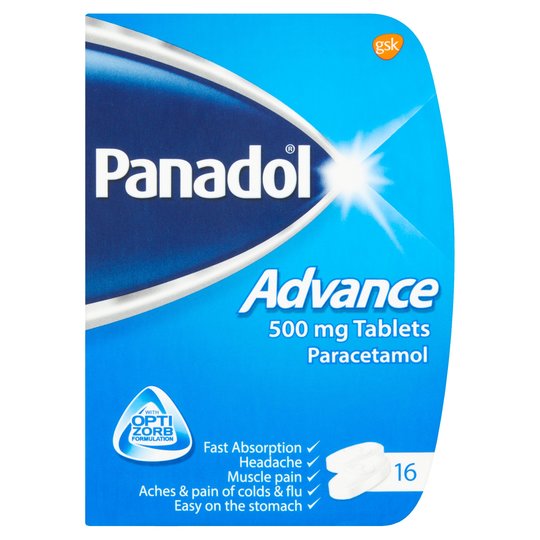 gsk
Panadol®
Advance
500 mg Tablets
Paracetamol
WITH
OPTI
ZORB
FORMULATION
Fast Absorption ✓
Headache ✓
Muscle pain ✓
Aches & pain of colds & flu ✓
Easy on the stomach ✓
16